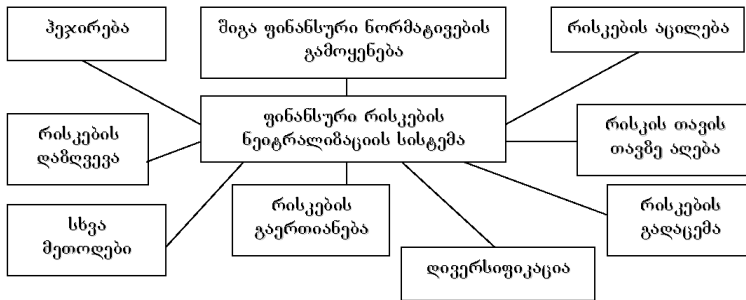 ჰეჯირება
შიგა ფინანსური ნორმატივების
გამოყენება
რისკების აცილება
ფინანსური რისკების
ნეიტრალიზაციის სისტემა
რისკების
დაზღვევა
რისკის თავის
თავზე აღება
სხვა
მეთოდები
რისკების
გაერთიანება
დივერსიფიკაცია
რისკების
გადაცემა